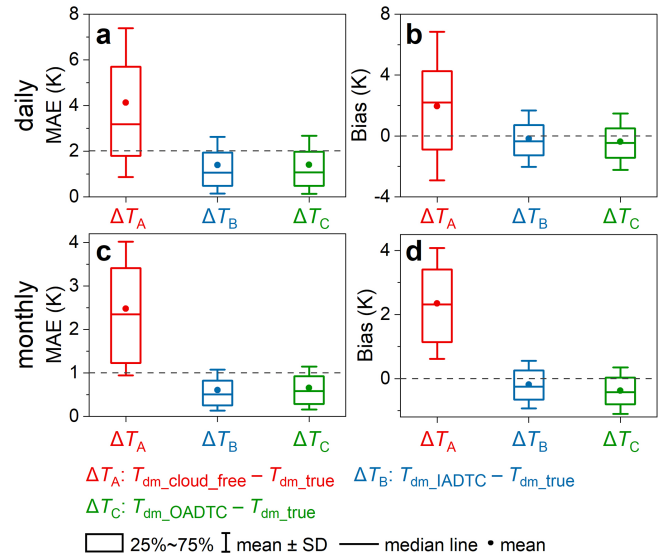 a
b
daily
MAE (K)
8
6
4
2
0
Bias (K)
8
4
0
-4
ΔT_A ΔT_B ΔT_C
ΔT_A ΔT_B ΔT_C
c
d
monthly
MAE (K)
4
3
2
1
0
Bias (K)
4
2
0
ΔT_A ΔT_B ΔT_C
ΔT_A ΔT_B ΔT_C
ΔT_A: T_dm_cloud_free – T_dm_true ΔT_B: T_dm_IADTC – T_dm_true
ΔT_C: T_dm_OADTC – T_dm_true
25%~75% mean ± SD median line mean